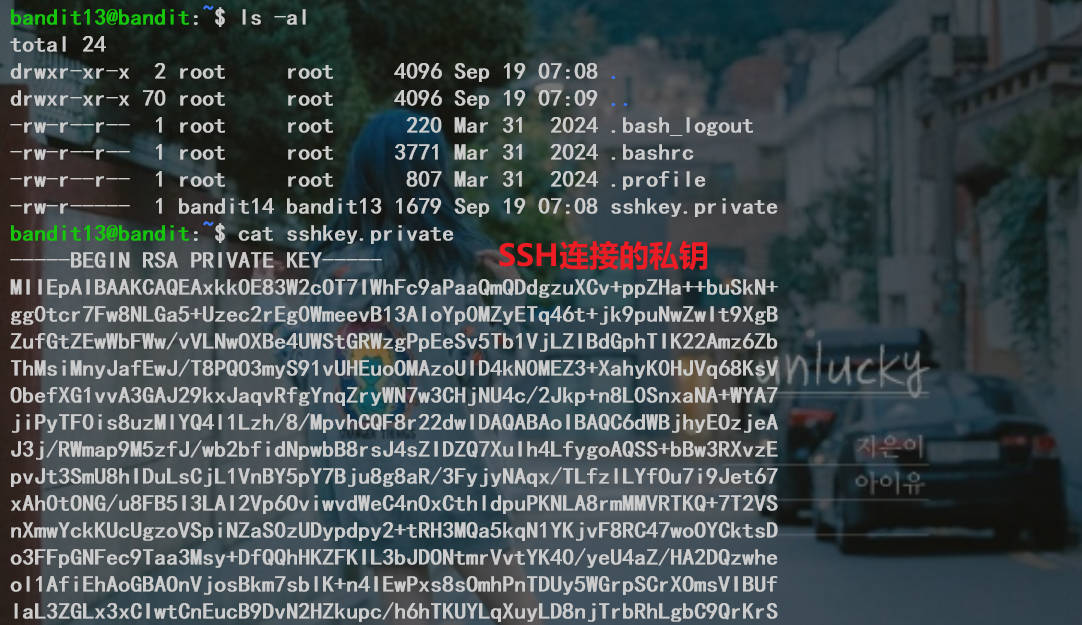 bandit13@bandit:~$ ls -al
total 24
drwxr-xr-x  2 root     root     4096 Sep 19 07:08 .
drwxr-xr-x 70 root     root     4096 Sep 19 07:09 ..
-rw-r--r--  1 root     root      220 Mar 31  2024 .bash_logout
-rw-r--r--  1 root     root     3771 Mar 31  2024 .bashrc
-rw-r--r--  1 root     root      807 Mar 31  2024 .profile
-rw-r-----  1 bandit14 bandit13 1679 Sep 19 07:08 sshkey.private
bandit13@bandit:~$ cat sshkey.private
-----BEGIN RSA PRIVATE KEY-----
SSH连接的私钥
MIIEpAIBAAKCAQEAxkkOE83W2cOT7IWhFc9aPaaQmQDdgzuXCv+ppZHa++buSkN+
ggOtcr7Fw8NLGa5+Uzec2rEg0WmeevB13AIoYp0MZyETq46t+jk9puNwZwIt9XgB
ZufGtZEwWbFWw/vVLNwOXBe4UWStGRWzgPpEeSv5Tb1VjLZIBdGphTIK22Amz6Zb
ThMsiMnyJafEwJ/T8PQO3myS91vUHEuoOMAzoUID4kNOMEZ3+XahyK0HJVq68KsV
ObefXG1vvA3GAJ29kxJaqvRfgYnqZryWN7w3CHjNU4c/2Jkp+n8L0SnxaNA+WYA7
jiPyTF0is8uzMlYQ4l1Lzh/8/MpvhCQF8r22dwIDAQABAoIBAQC6dWBjhyEOzjeA
J3j/RWmap9M5zfJ/wb2bfidNpwbB8rsJ4sZIDZQ7XuIh4LfygoAQSS+bBw3RXvzE
pvJt3SmU8hIDuLsCjL1VnBY5pY7Bju8g8aR/3FyjyNAqx/TLfzlLYfOu7i9Jet67
xAh0tONG/u8FB5I3LAI2Vp6OviwvdWeC4nOxCthldpuPKNLA8rmMMVRTKQ+7T2VS
nXmwYckKUcUgzoVSpiNZaS0zUDypdpy2+tRH3MQa5kqN1YKjvF8RC47woOYCktsD
o3FFpGNFec9Taa3Msy+DfQQhHKZFKIL3bJDONtmrVvtYK40/yeU4aZ/HA2DQzwhe
ol1AfiEhAoGBAOnVjosBkm7sblK+n4IEwPxs8sOmhPnTDUy5WGrpSCrXOmsVIBUf
laL3ZGLx3xCIwtCnEucB9DvN2HZkupc/h6hTKUYLqXuyLD8njTrbRhLgbC9QrKrS
unlucky
지은이
아이유